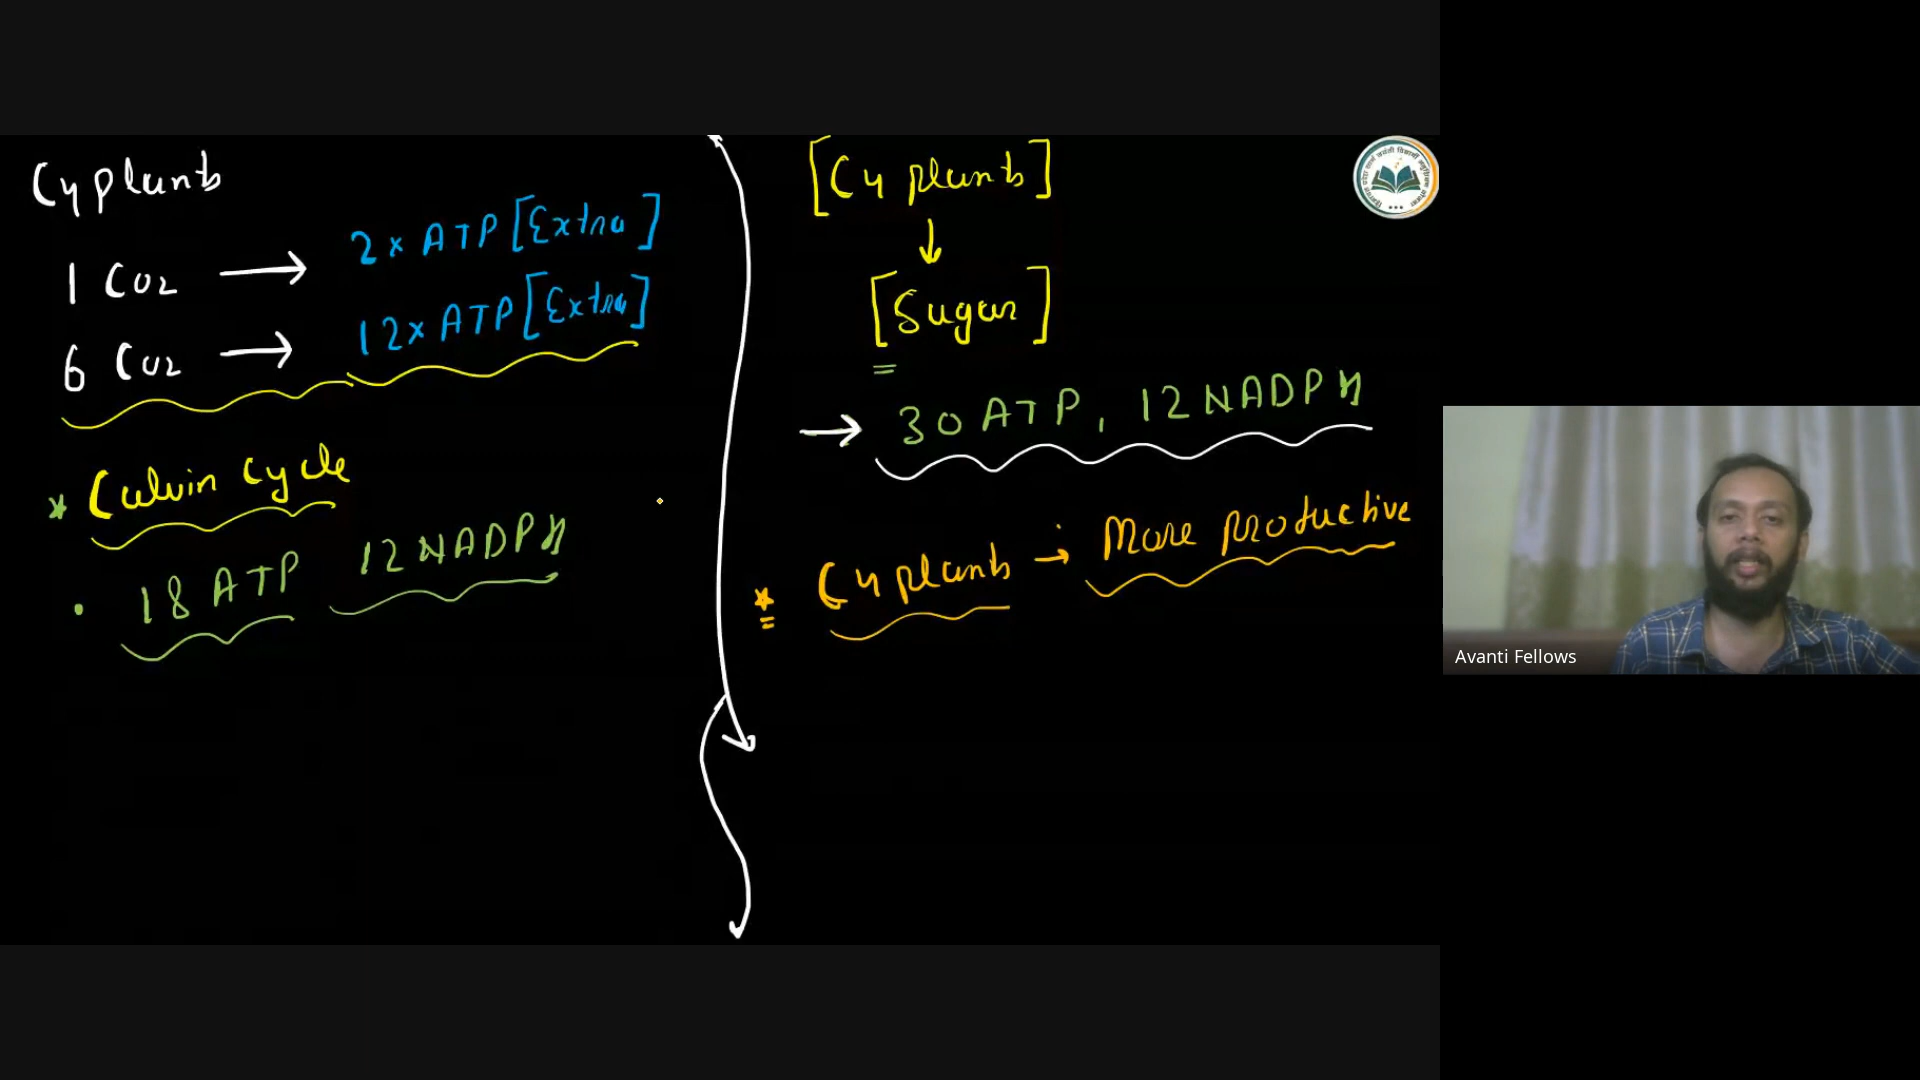 C4 plants
1 CO2 → 2 x ATP [Extra]
6 CO2 → 12 x ATP [Extra]
* Calvin Cycle
• 18 ATP 12 NADPH
[C4 plants]
↓
[Sugar]
=
→ 30 ATP, 12 NADPH
* C4 plants → More productive
Avanti Fellows